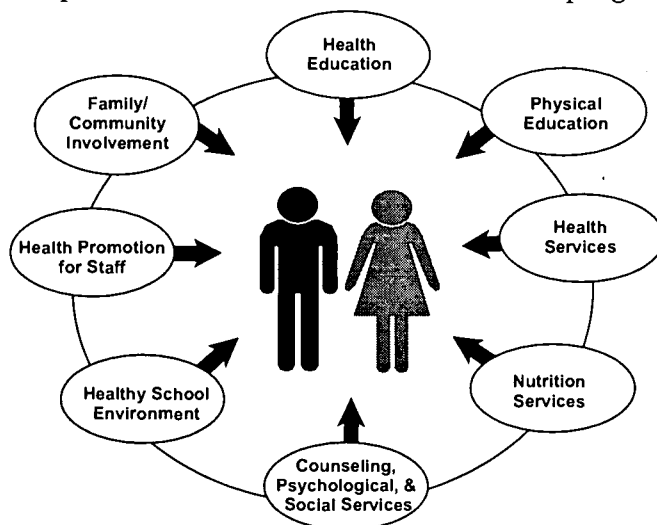 Health
Education
Physical
Education
Health
Services
Nutrition
Services
Counseling,
Psychological, &
Social Services
Healthy School
Environment
Health Promotion
for Staff
Family/
Community
Involvement